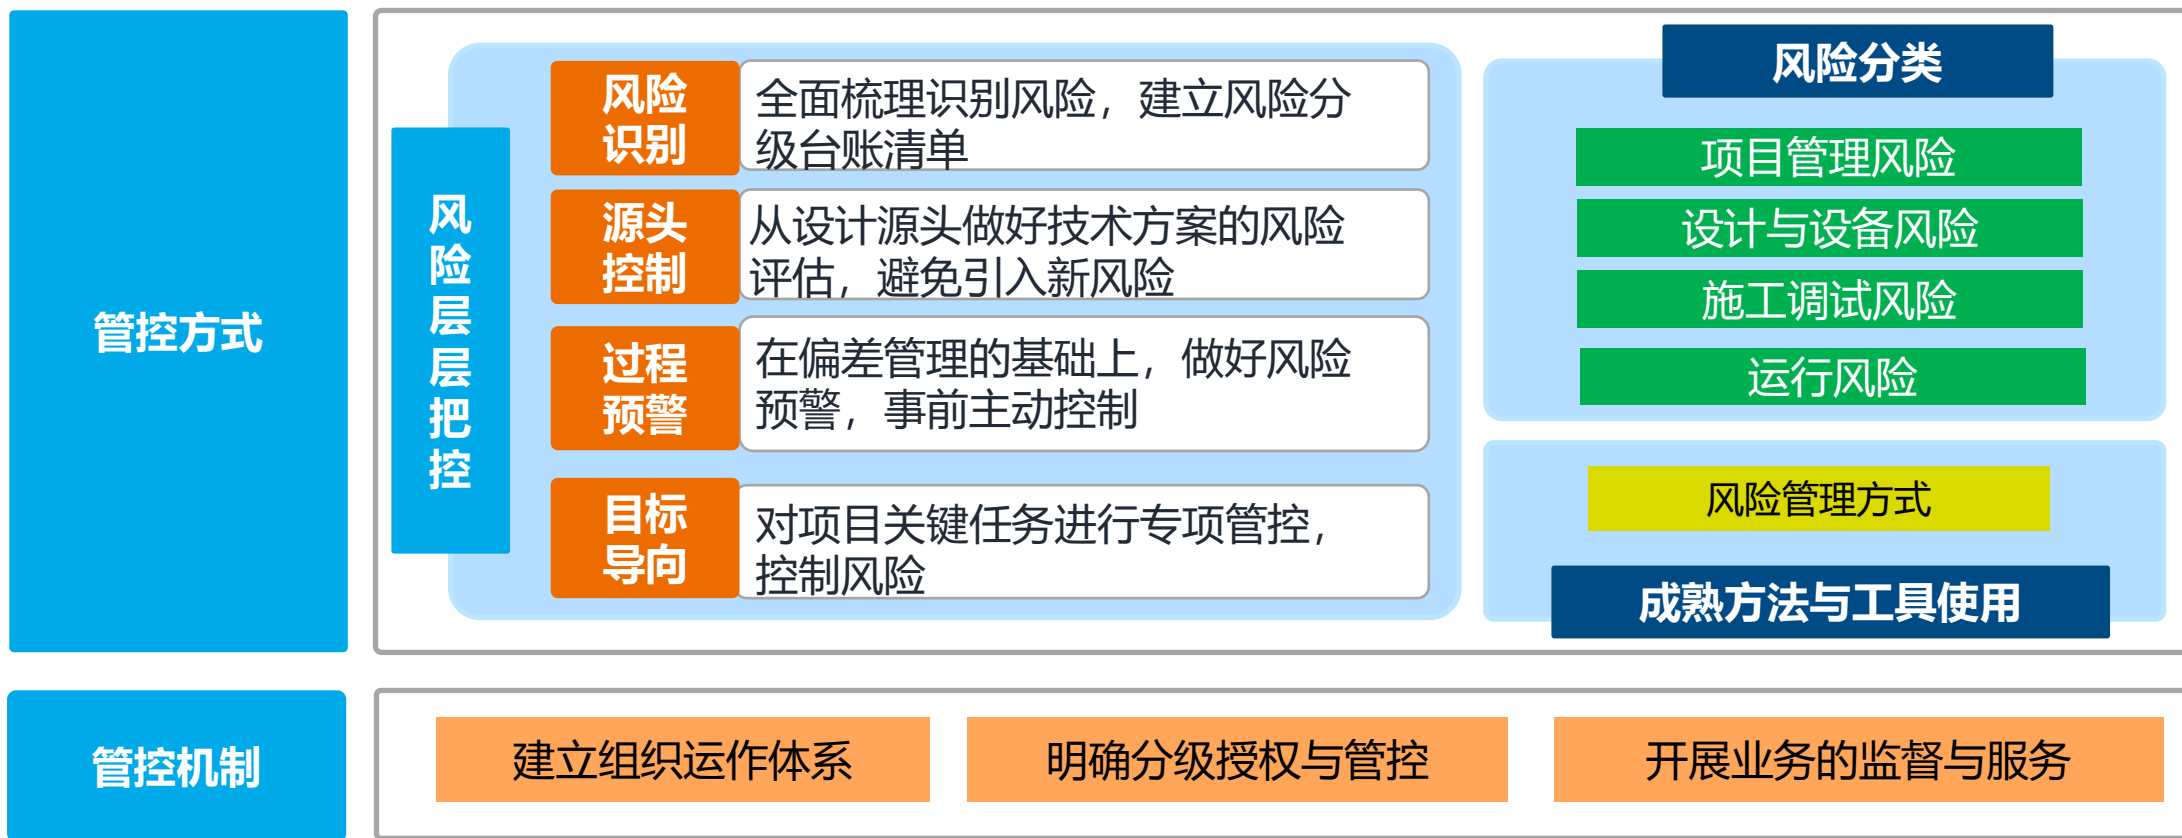 管控方式
风险层层把控
风险
识别
全面梳理识别风险，建立风险分
级台账清单
源头
控制
从设计源头做好技术方案的风险
评估，避免引入新风险
过程
预警
在偏差管理的基础上，做好风险
预警，事前主动控制
目标
导向
对项目关键任务进行专项管控，
控制风险
风险分类
项目管理风险
设计与设备风险
施工调试风险
运行风险
风险管理方式
成熟方法与工具使用
管控机制
建立组织运作体系
明确分级授权与管控
开展业务的监督与服务